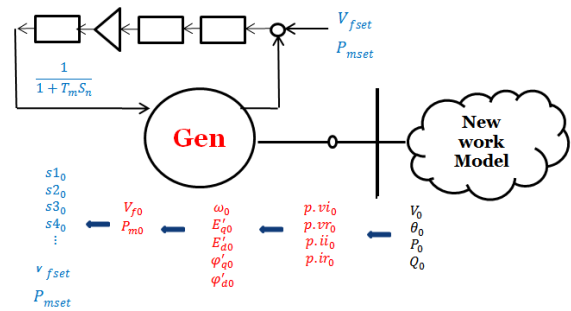 V_fset
P_mset
1
1 + T_m S_n
Gen
New
work
Model
s1_0
s2_0
s3_0
s4_0
⋮
v_fset
P_mset
V_f0
P_m0
ω_0
E'_q0
E'_d0
φ'_q0
φ'_d0
p.vi_0
p.vr_0
p.ii_0
p.ir_0
V_0
θ_0
P_0
Q_0